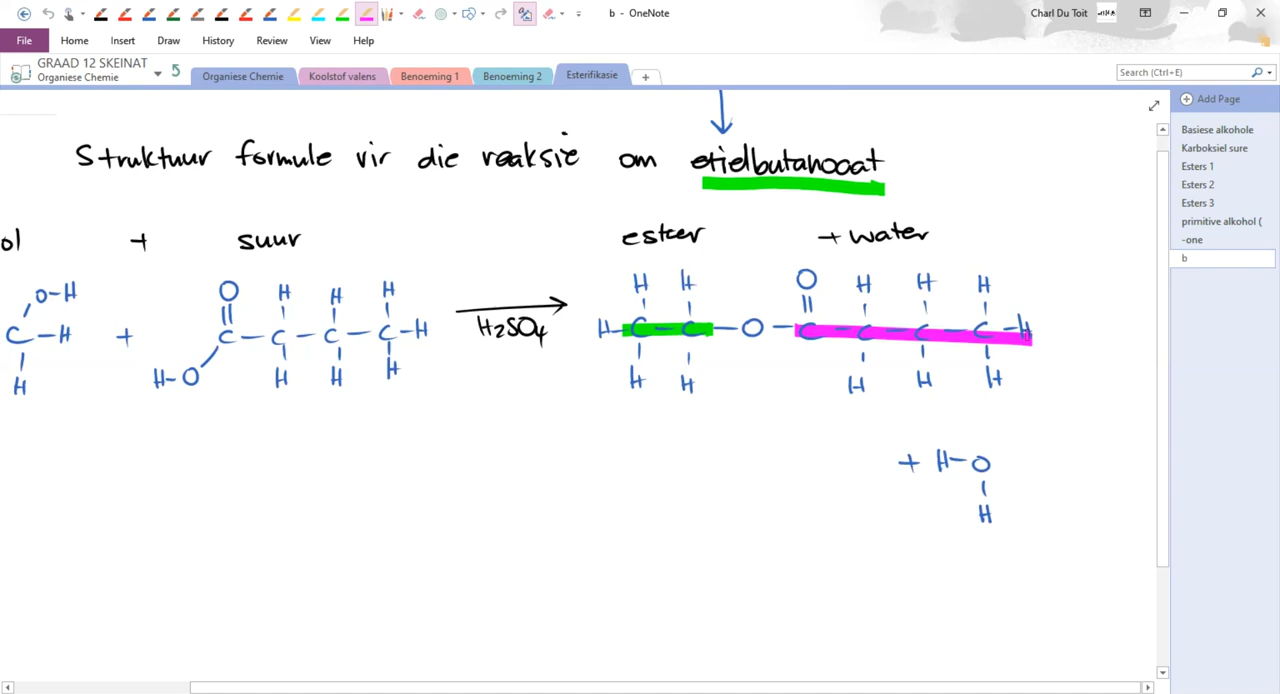 b - OneNote
Charl Du Toit
File Home Insert Draw History Review View Help
GRAAD 12 SKEINAT
Organiese Chemie
Organiese Chemie Koolstof valens Benoeming 1 Benoeming 2 Esterifikasie +
Search (Ctrl+E)
Add Page
Basiese alkohole
Karboksiel sure
Esters 1
Esters 2
Esters 3
primitive alkohol (
-one
b
Struktuur formule vir die reaksie om etielbutanoaat
ol + suur ester + water
O-H O H H H H H O H H H
C-H + C-C-C-C-H H2SO4 H-C-C-O-C-C-C-C-H
H H-O H H H H H H H H
+ H-O
H